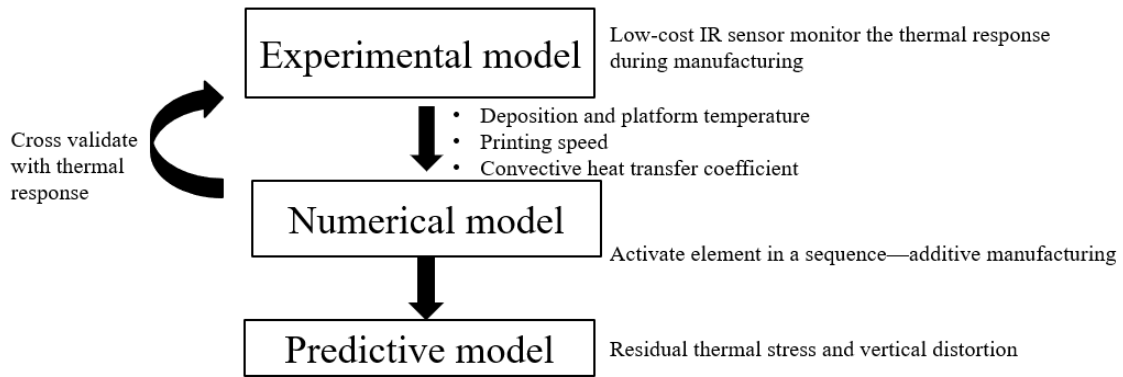 Experimental model
Low-cost IR sensor monitor the thermal response
during manufacturing
• Deposition and platform temperature
• Printing speed
• Convective heat transfer coefficient
Cross validate
with thermal
response
Numerical model
Activate element in a sequence—additive manufacturing
Predictive model
Residual thermal stress and vertical distortion